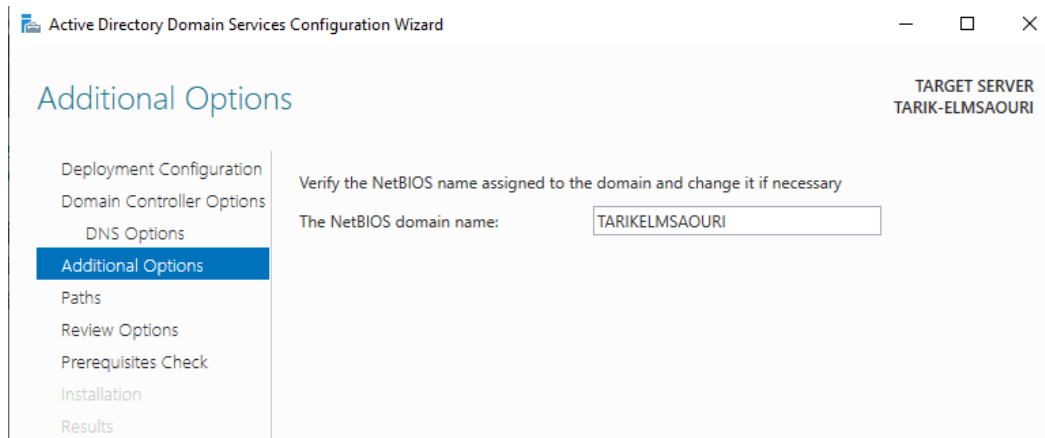 Active Directory Domain Services Configuration Wizard
Additional Options
TARGET SERVER
TARIK-ELMSAOURI
Deployment Configuration
Domain Controller Options
DNS Options
Additional Options
Paths
Review Options
Prerequisites Check
Installation
Results
Verify the NetBIOS name assigned to the domain and change it if necessary
The NetBIOS domain name: TARIKELMSAOURI